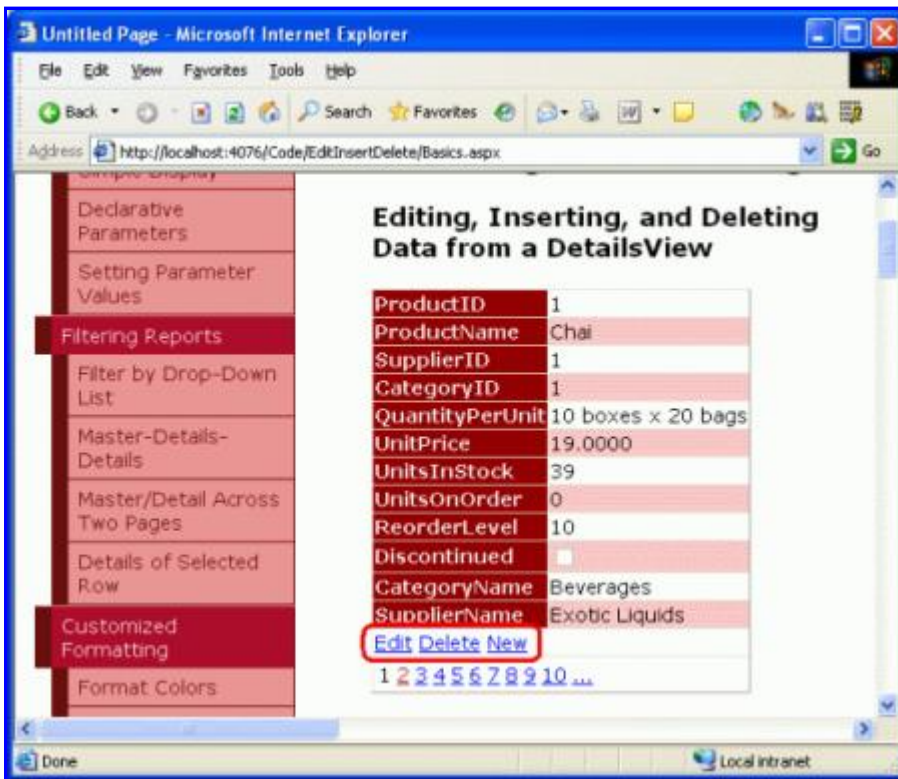 Untitled Page - Microsoft Internet Explorer
File Edit View Favorites Tools Help
Back Search Favorites
Address http://localhost:4076/Code/EditInsertDelete/Basics.aspx Go
Simple Display
Declarative
Parameters
Setting Parameter
Values
Filtering Reports
Filter by Drop-Down
List
Master-Details-
Details
Master/Detail Across
Two Pages
Details of Selected
Row
Customized
Formatting
Format Colors
Editing, Inserting, and Deleting
Data from a DetailsView
ProductID 1
ProductName Chai
SupplierID 1
CategoryID 1
QuantityPerUnit 10 boxes x 20 bags
UnitPrice 19.0000
UnitsInStock 39
UnitsOnOrder 0
ReorderLevel 10
Discontinued
CategoryName Beverages
SupplierName Exotic Liquids
Edit Delete New
1 2 3 4 5 6 7 8 9 10 ...
Done Local intranet